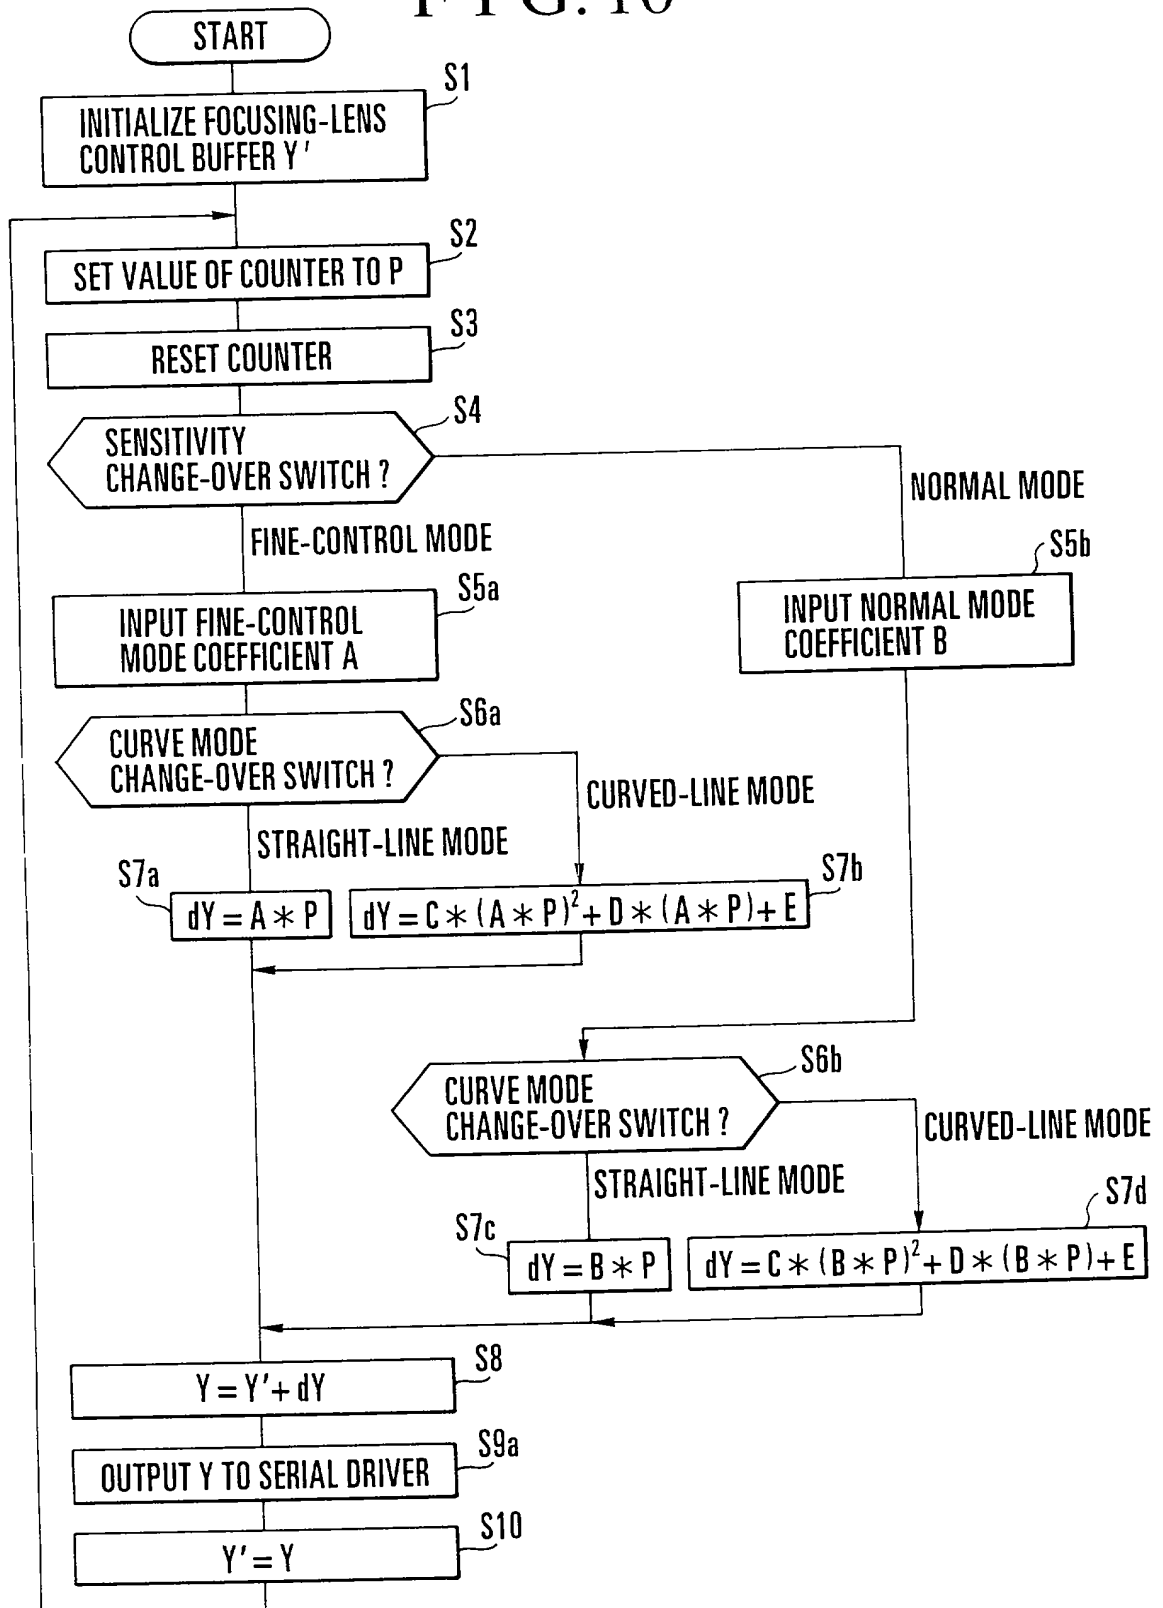 FIG. 10
START
S1
INITIALIZE FOCUSING-LENS
CONTROL BUFFER Y'
S2
SET VALUE OF COUNTER TO P
S3
RESET COUNTER
S4
SENSITIVITY
CHANGE-OVER SWITCH ?
NORMAL MODE
FINE-CONTROL MODE
S5b
S5a
INPUT FINE-CONTROL
MODE COEFFICIENT A
INPUT NORMAL MODE
COEFFICIENT B
S6a
CURVE MODE
CHANGE-OVER SWITCH ?
CURVED-LINE MODE
STRAIGHT-LINE MODE
S7a
S7b
dY = A * P
dY = C * (A * P)² + D * (A * P) + E
S6b
CURVE MODE
CHANGE-OVER SWITCH ?
CURVED-LINE MODE
STRAIGHT-LINE MODE
S7d
S7c
dY = B * P
dY = C * (B * P)² + D * (B * P) + E
S8
Y = Y' + dY
S9a
OUTPUT Y TO SERIAL DRIVER
S10
Y' = Y